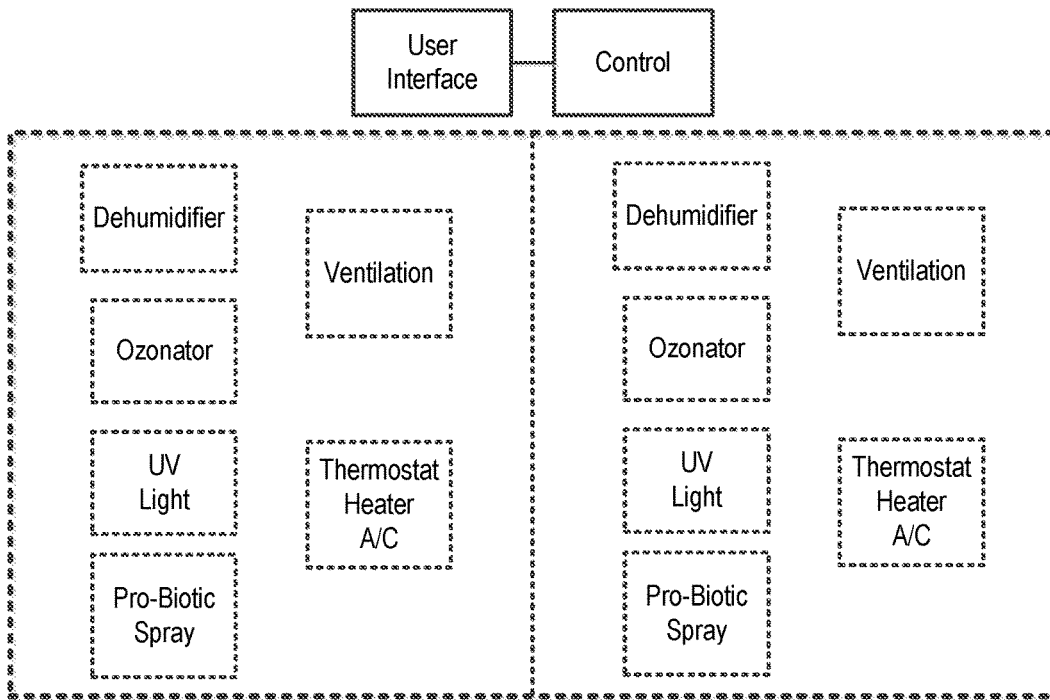 User
Interface
Control
Dehumidifier
Ventilation
Ozonator
UV
Light
Thermostat
Heater
A/C
Pro-Biotic
Spray
Dehumidifier
Ventilation
Ozonator
UV
Light
Thermostat
Heater
A/C
Pro-Biotic
Spray